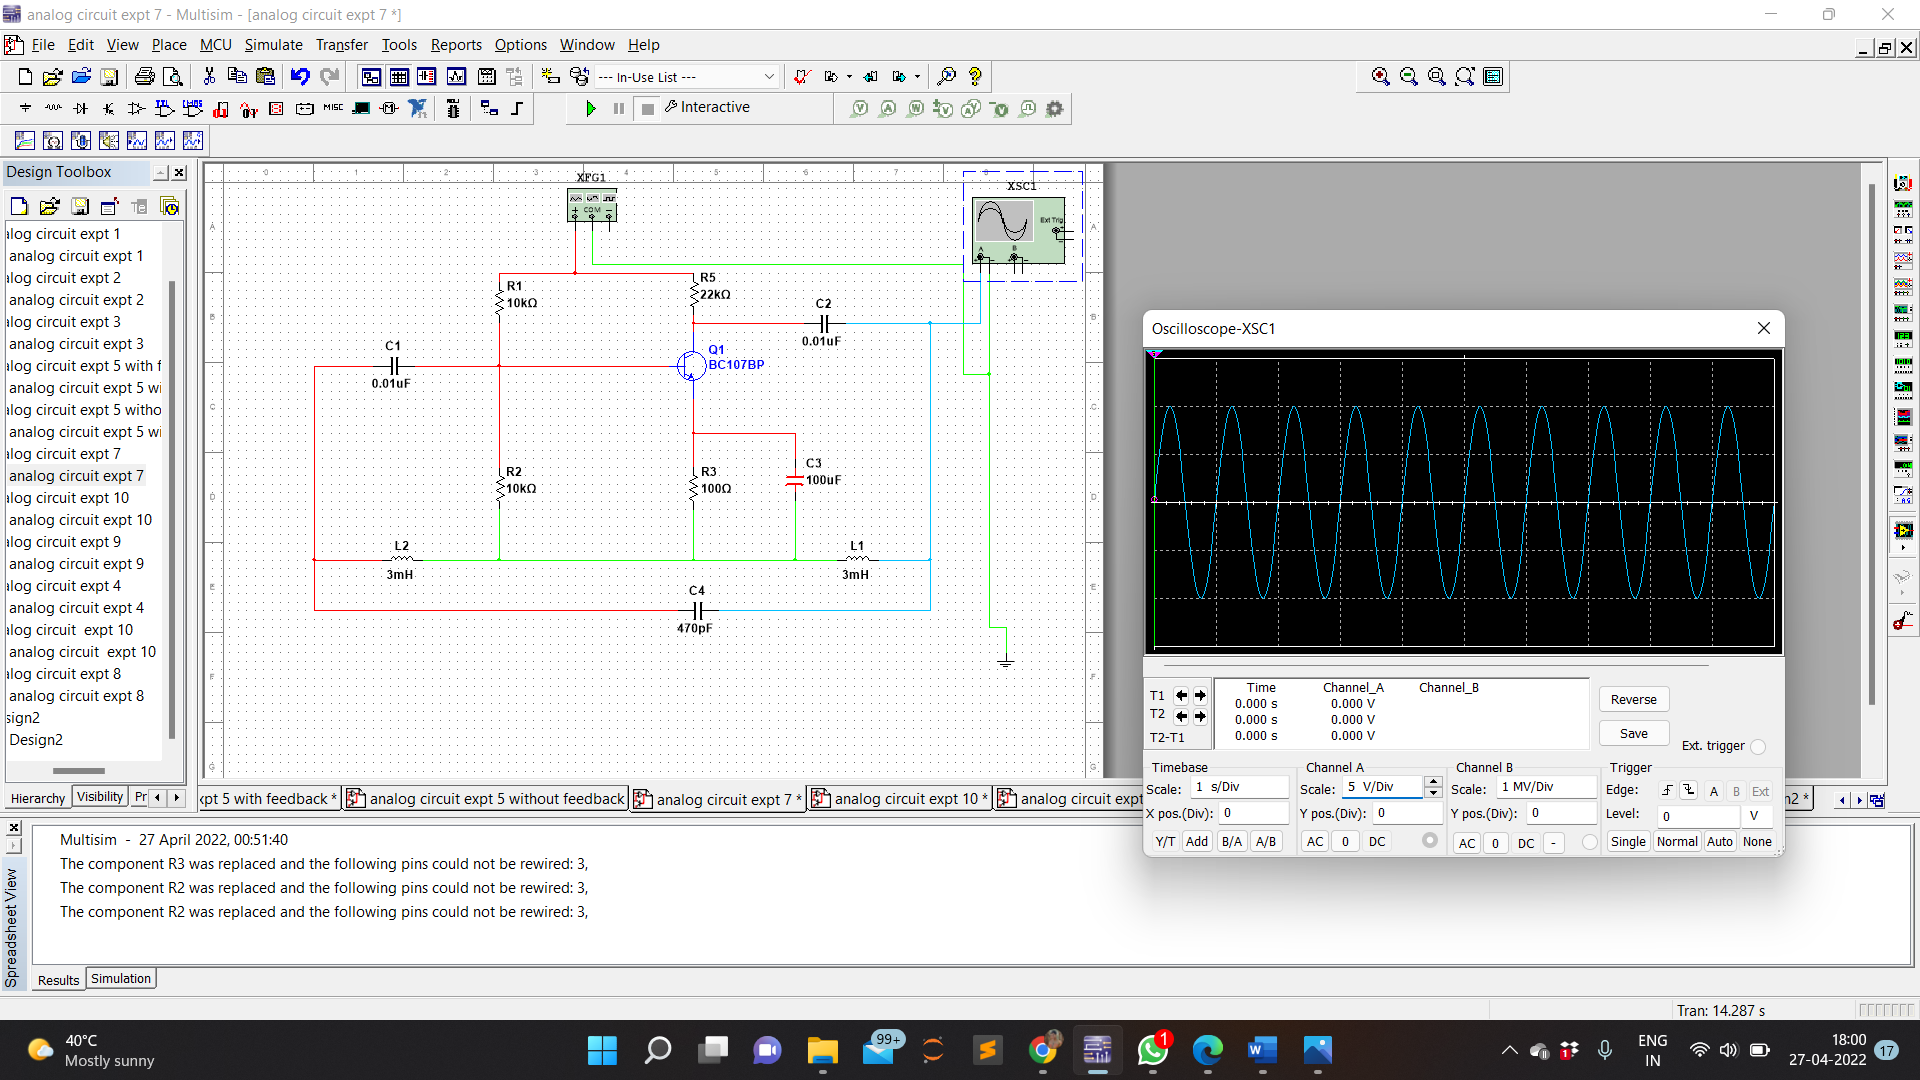 analog circuit expt 7 - Multisim - [analog circuit expt 7 *]
File Edit View Place MCU Simulate Transfer Tools Reports Options Window Help
--- In-Use List ---
MISC
Interactive
Design Toolbox
alog circuit expt 1
analog circuit expt 1
alog circuit expt 2
analog circuit expt 2
alog circuit expt 3
analog circuit expt 3
alog circuit expt 5 with f
analog circuit expt 5 wi
alog circuit expt 5 witho
analog circuit expt 5 wi
alog circuit expt 7
analog circuit expt 7
alog circuit expt 10
analog circuit expt 10
alog circuit expt 9
analog circuit expt 9
alog circuit expt 4
analog circuit expt 4
alog circuit  expt 10
analog circuit  expt 10
alog circuit expt 8
analog circuit expt 8
sign2
Design2
Hierarchy Visibility Pr
0 1 2 3 4 5 6 7 8
A B C D E F G
XFG1
COM
XSC1
Ext Trig
A B
R1
10kΩ
R5
22kΩ
C2
0.01uF
C1
0.01uF
Q1
BC107BP
R2
10kΩ
R3
100Ω
C3
100uF
L2
3mH
L1
3mH
C4
470pF
xpt 5 with feedback * analog circuit expt 5 without feedback analog circuit expt 7 * analog circuit expt 10 * analog circuit expt n2 *
Oscilloscope-XSC1
T1
T2
T2-T1
Time Channel_A Channel_B
0.000 s 0.000 V
0.000 s 0.000 V
0.000 s 0.000 V
Reverse
Save
Ext. trigger
Timebase
Scale: 1 s/Div
X pos.(Div): 0
Y/T Add B/A A/B
Channel A
Scale: 5 V/Div
Y pos.(Div): 0
AC 0 DC
Channel B
Scale: 1 MV/Div
Y pos.(Div): 0
AC 0 DC -
Trigger
Edge: A B Ext
Level: 0 V
Single Normal Auto None
Spreadsheet View
Multisim - 27 April 2022, 00:51:40
The component R3 was replaced and the following pins could not be rewired: 3,
The component R2 was replaced and the following pins could not be rewired: 3,
The component R2 was replaced and the following pins could not be rewired: 3,
Results Simulation
Tran: 14.287 s
40°C
Mostly sunny
99+
1
1
ENG
IN
18:00
27-04-2022
17